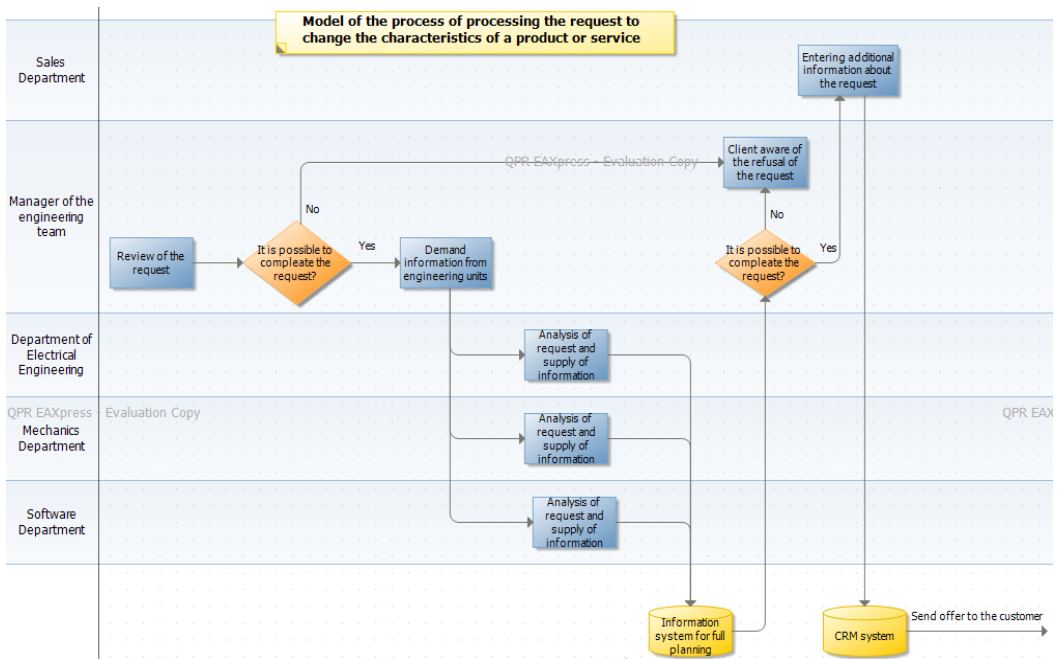 Model of the process of processing the request to
change the characteristics of a product or service
Sales
Department
Entering additional
information about
the request
Manager of the
engineering
team
QPR EAXpress - Evaluation Copy
Client aware of
the refusal of
the request
No
No
Review of the
request
It is possible to
compleate the
request?
Yes
Demand
information from
engineering units
It is possible to
compleate the
request?
Yes
Department of
Electrical
Engineering
Analysis of
request and
supply of
information
QPR EAXpress - Evaluation Copy
QPR EAX
Mechanics
Department
Analysis of
request and
supply of
information
Software
Department
Analysis of
request and
supply of
information
Information
system for full
planning
CRM system
Send offer to the customer